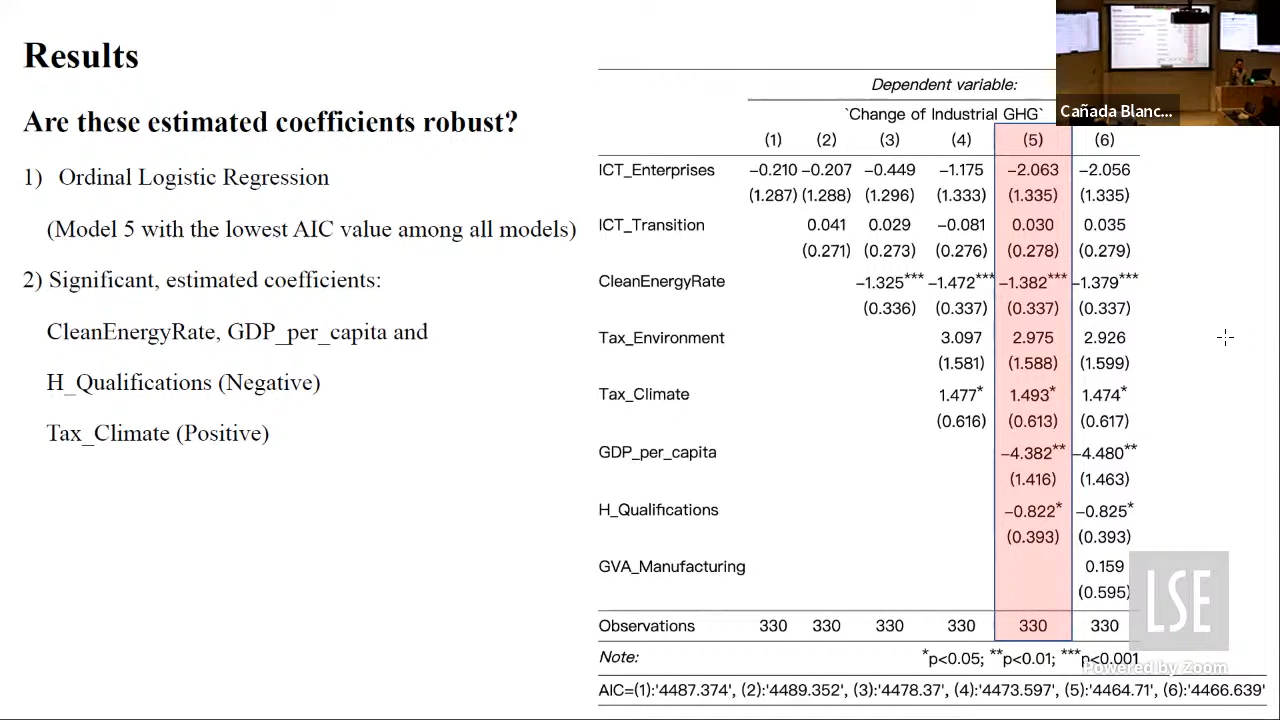 Results
Are these estimated coefficients robust?
1) Ordinal Logistic Regression
(Model 5 with the lowest AIC value among all models)
2) Significant, estimated coefficients:
CleanEnergyRate, GDP_per_capita and
H_Qualifications (Negative)
Tax_Climate (Positive)
Cañada Blanc...
Dependent variable:
`Change of Industrial GHG`
(1) (2) (3) (4) (5) (6)
ICT_Enterprises −0.210 −0.207 −0.449 −1.175 −2.063 −2.056
(1.287) (1.288) (1.296) (1.333) (1.335) (1.335)
ICT_Transition 0.041 0.029 −0.081 0.030 0.035
(0.271) (0.273) (0.276) (0.278) (0.279)
CleanEnergyRate −1.325*** −1.472*** −1.382*** −1.379***
(0.336) (0.337) (0.337) (0.337)
Tax_Environment 3.097 2.975 2.926
(1.581) (1.588) (1.599)
Tax_Climate 1.477* 1.493* 1.474*
(0.616) (0.613) (0.617)
GDP_per_capita −4.382** −4.480**
(1.416) (1.463)
H_Qualifications −0.822* −0.825*
(0.393) (0.393)
GVA_Manufacturing 0.159
(0.595)
Observations 330 330 330 330 330 330
Note: *p<0.05; **p<0.01; ***p<0.001
AIC=(1):'4487.374', (2):'4489.352', (3):'4478.37', (4):'4473.597', (5):'4464.71', (6):'4466.639'
LSE
Powered by Zoom